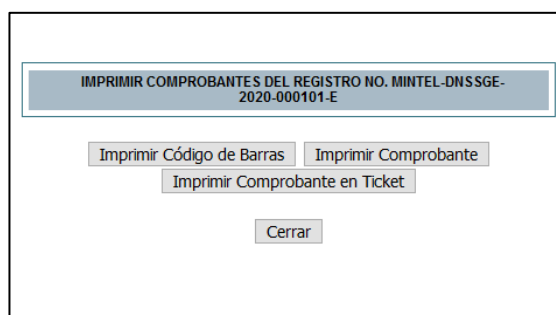 IMPRIMIR COMPROBANTES DEL REGISTRO NO. MINTEL-DNSSGE-
2020-000101-E
Imprimir Código de Barras Imprimir Comprobante
Imprimir Comprobante en Ticket
Cerrar